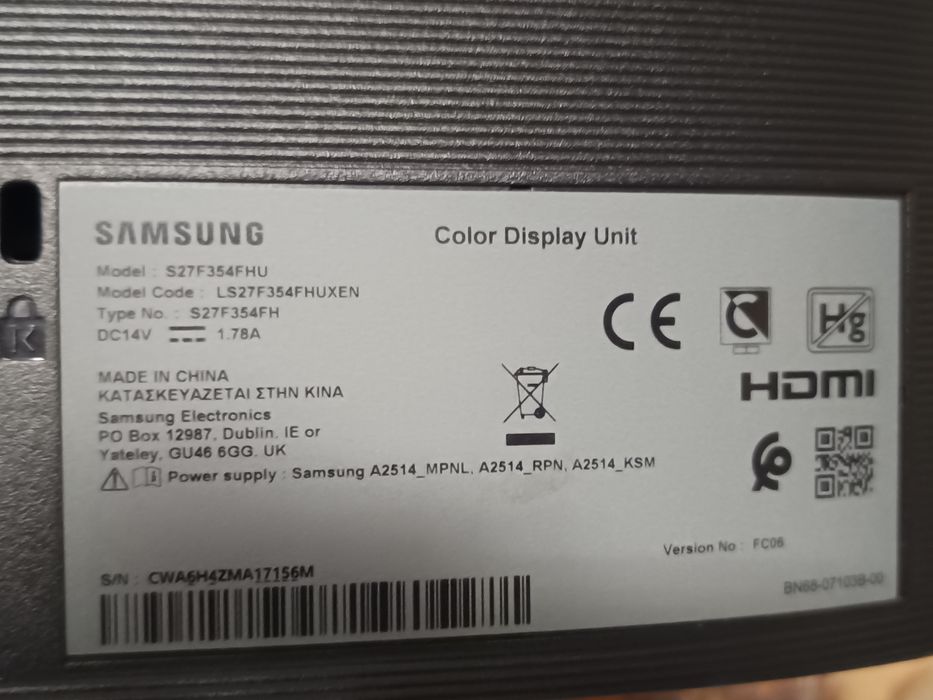 SAMSUNG
Color Display Unit
Model : S27F354FHU
Model Code : LS27F354FHUXEN
Type No. : S27F354FH
DC14V 1.78A
CE
Hg
HDMI
MADE IN CHINA
ΚΑΤΑΣΚΕΥΑΖΕΤΑΙ ΣΤΗΝ ΚΙΝΑ
Samsung Electronics
PO Box 12987, Dublin. IE or
Yateley, GU46 6GG. UK
Power supply : Samsung A2514_MPNL, A2514_RPN, A2514_KSM
Version No : FC06
S/N : CWA6H4ZMA17156M
BN68-07103B-00
K